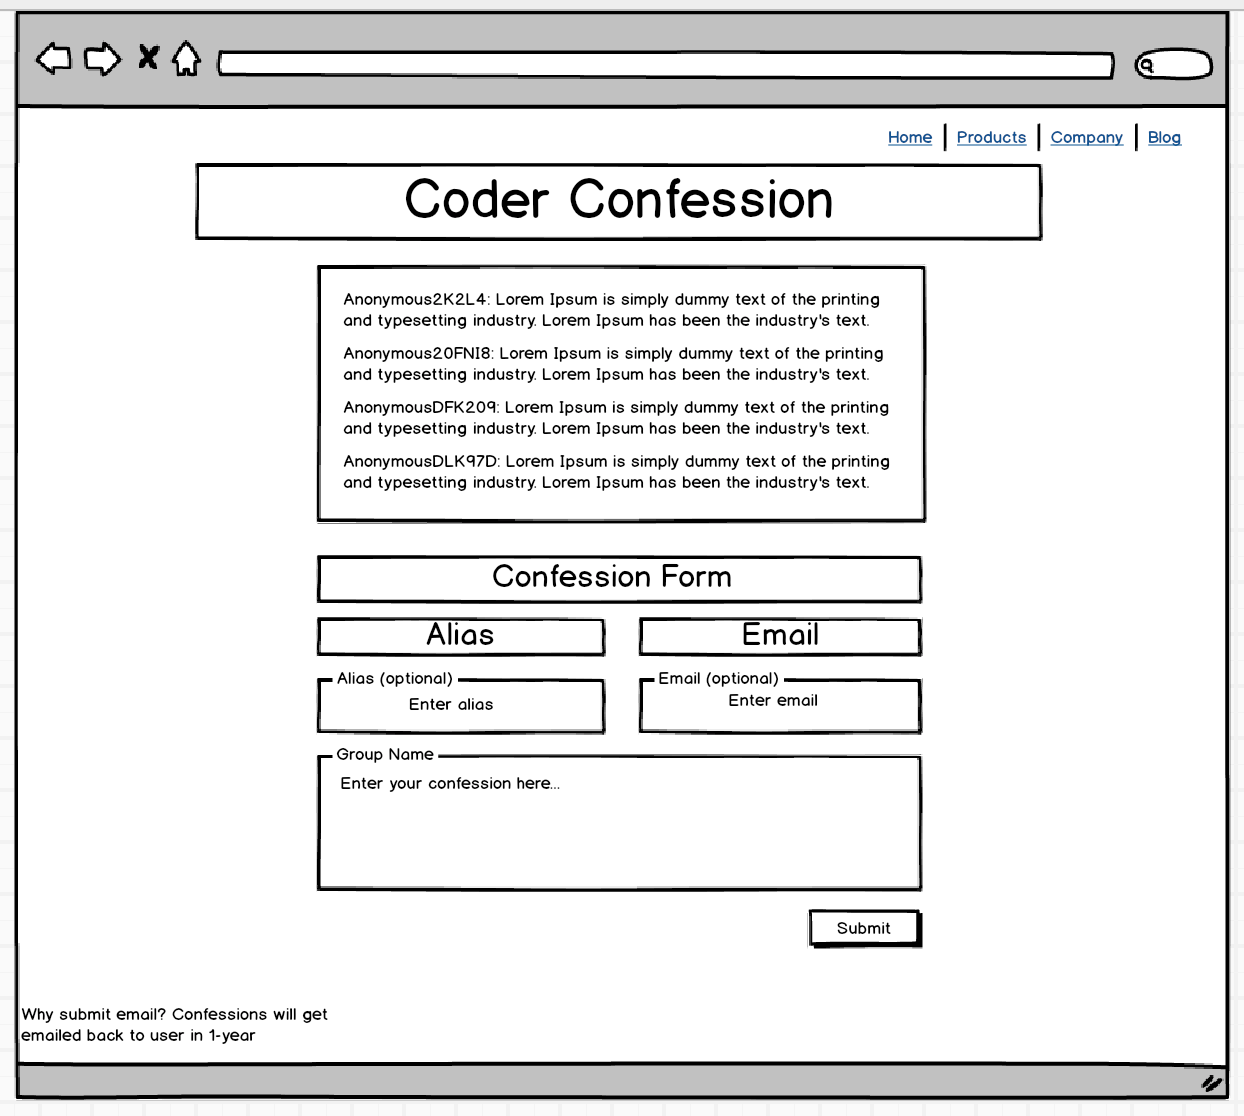 Home | Products | Company | Blog
Coder Confession
Anonymous2K2L4: Lorem Ipsum is simply dummy text of the printing
and typesetting industry. Lorem Ipsum has been the industry's text.
Anonymous20FNI8: Lorem Ipsum is simply dummy text of the printing
and typesetting industry. Lorem Ipsum has been the industry's text.
AnonymousDFK209: Lorem Ipsum is simply dummy text of the printing
and typesetting industry. Lorem Ipsum has been the industry's text.
AnonymousDLK97D: Lorem Ipsum is simply dummy text of the printing
and typesetting industry. Lorem Ipsum has been the industry's text.
Confession Form
Alias
Email
Alias (optional)
Enter alias
Email (optional)
Enter email
Group Name
Enter your confession here...
Submit
Why submit email? Confessions will get
emailed back to user in 1-year